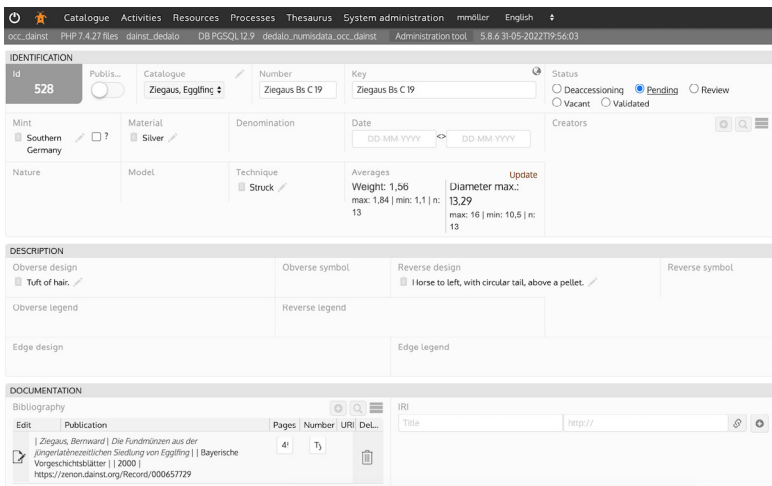 Catalogue Activities Resources Processes Thesaurus System administration mmöller English
occ_dainst PHP 7.4.27 files dainst_dedalo DB PGSQL 12.9 dedalo_numisdata_occ_dainst Administration tool 5.8.6 31-05-2022T19:56:03
IDENTIFICATION
Id Publis... Catalogue Number Key Status
528 Ziegaus, Egglfing Ziegaus Bs C 19 Ziegaus Bs C 19
Deaccessioning Pending Review
Vacant Validated
Mint Material Denomination Date Creators
Southern Germany ? Silver DD-MM-YYYY <> DD-MM-YYYY
Nature Model Technique Averages Update
Struck
Weight: 1,56
max: 1,84 | min: 1,1 | n: 13
Diameter max.: 13,29
max: 16 | min: 10,5 | n: 13
DESCRIPTION
Obverse design Obverse symbol Reverse design Reverse symbol
Tuft of hair. Horse to left, with circular tail, above a pellet.
Obverse legend Reverse legend
Edge design Edge legend
DOCUMENTATION
Bibliography IRI
Edit Publication Pages Number URI Del... Title http://
| Ziegaus, Bernward | Die Fundmünzen aus der
jüngerlatènezeitlichen Siedlung von Egglfing | | Bayerische
Vorgeschichtsblätter | | 2000 |
https://zenon.dainst.org/Record/000657729